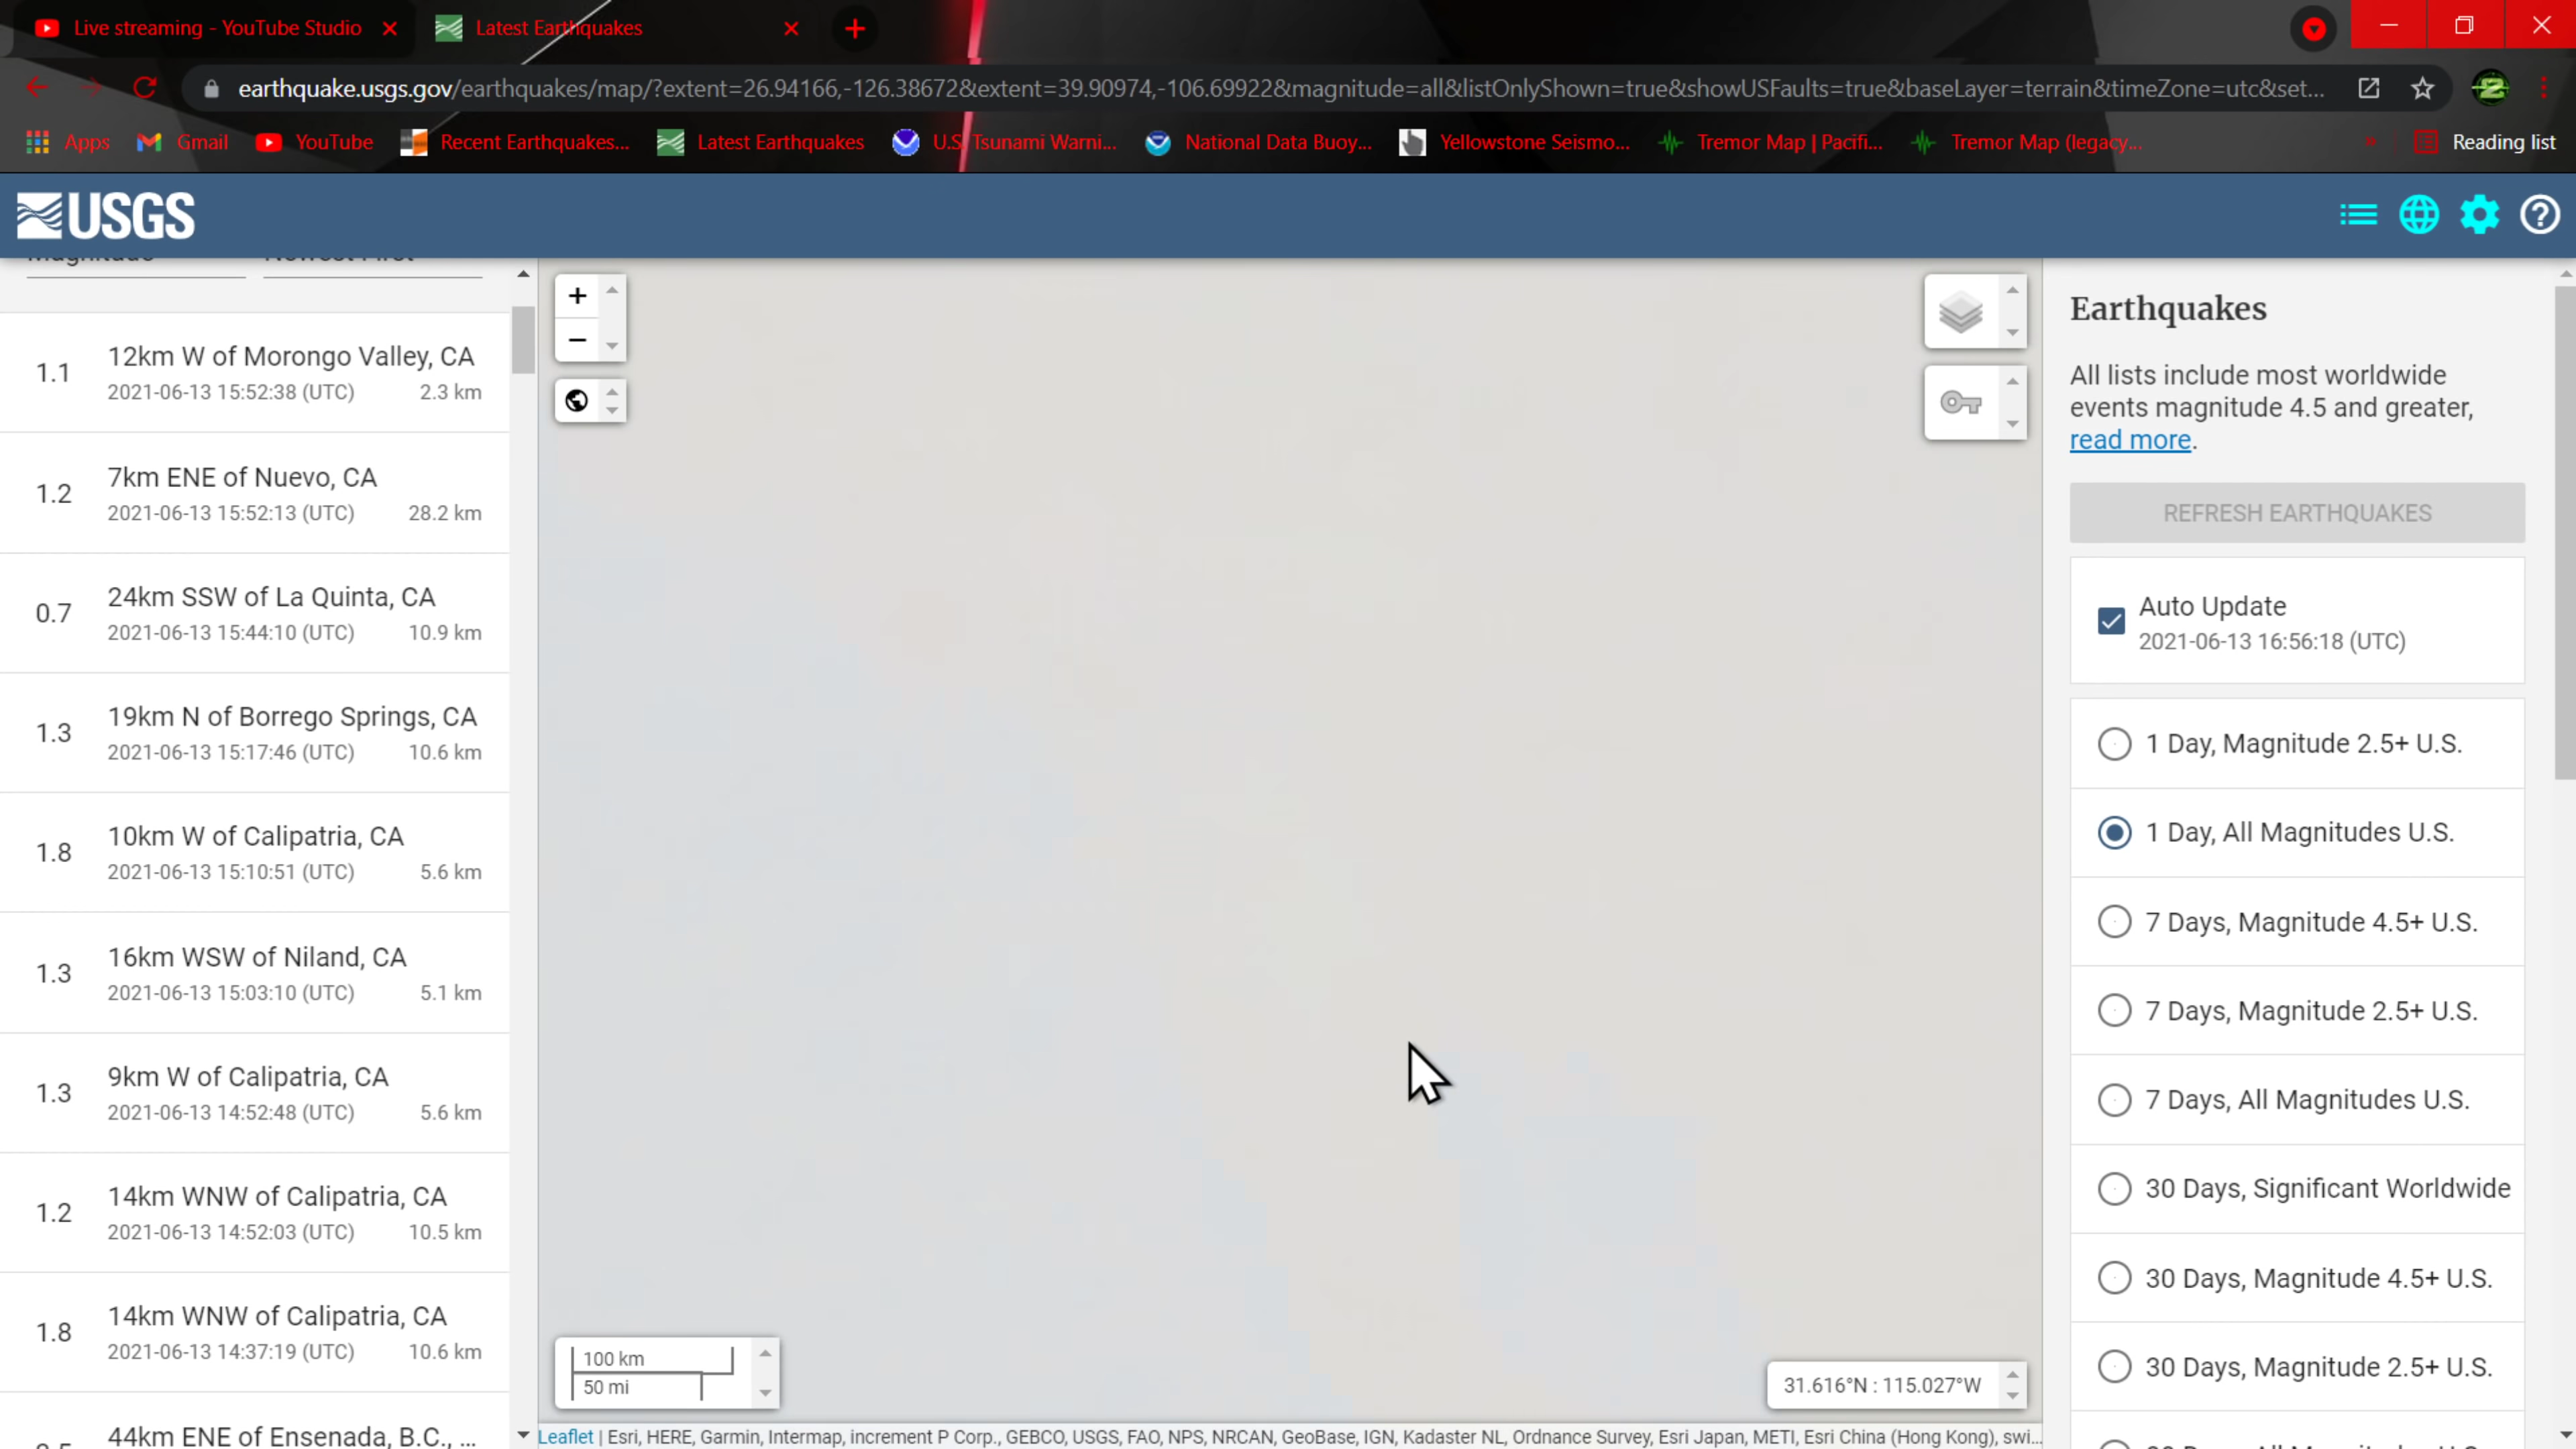 Live streaming - YouTube Studio
Latest Earthquakes
earthquake.usgs.gov/earthquakes/map/?extent=26.94166,-126.38672&extent=39.90974,-106.69922&magnitude=all&listOnlyShown=true&showUSFaults=true&baseLayer=terrain&timeZone=utc&set...
Apps
Gmail
YouTube
Recent Earthquakes...
Latest Earthquakes
U.S. Tsunami Warni...
National Data Buoy...
Yellowstone Seismo...
Tremor Map | Pacifi...
Tremor Map (legacy...
Reading list
USGS
Magnitude
Newest First
1.1
12km W of Morongo Valley, CA
2021-06-13 15:52:38 (UTC) 2.3 km
1.2
7km ENE of Nuevo, CA
2021-06-13 15:52:13 (UTC) 28.2 km
0.7
24km SSW of La Quinta, CA
2021-06-13 15:44:10 (UTC) 10.9 km
1.3
19km N of Borrego Springs, CA
2021-06-13 15:17:46 (UTC) 10.6 km
1.8
10km W of Calipatria, CA
2021-06-13 15:10:51 (UTC) 5.6 km
1.3
16km WSW of Niland, CA
2021-06-13 15:03:10 (UTC) 5.1 km
1.3
9km W of Calipatria, CA
2021-06-13 14:52:48 (UTC) 5.6 km
1.2
14km WNW of Calipatria, CA
2021-06-13 14:52:03 (UTC) 10.5 km
1.8
14km WNW of Calipatria, CA
2021-06-13 14:37:19 (UTC) 10.6 km
44km ENE of Ensenada, B.C., ...
+
−
100 km
50 mi
31.616°N : 115.027°W
Leaflet | Esri, HERE, Garmin, Intermap, increment P Corp., GEBCO, USGS, FAO, NPS, NRCAN, GeoBase, IGN, Kadaster NL, Ordnance Survey, Esri Japan, METI, Esri China (Hong Kong), swi...
Earthquakes
All lists include most worldwide
events magnitude 4.5 and greater,
read more.
REFRESH EARTHQUAKES
Auto Update
2021-06-13 16:56:18 (UTC)
1 Day, Magnitude 2.5+ U.S.
1 Day, All Magnitudes U.S.
7 Days, Magnitude 4.5+ U.S.
7 Days, Magnitude 2.5+ U.S.
7 Days, All Magnitudes U.S.
30 Days, Significant Worldwide
30 Days, Magnitude 4.5+ U.S.
30 Days, Magnitude 2.5+ U.S.